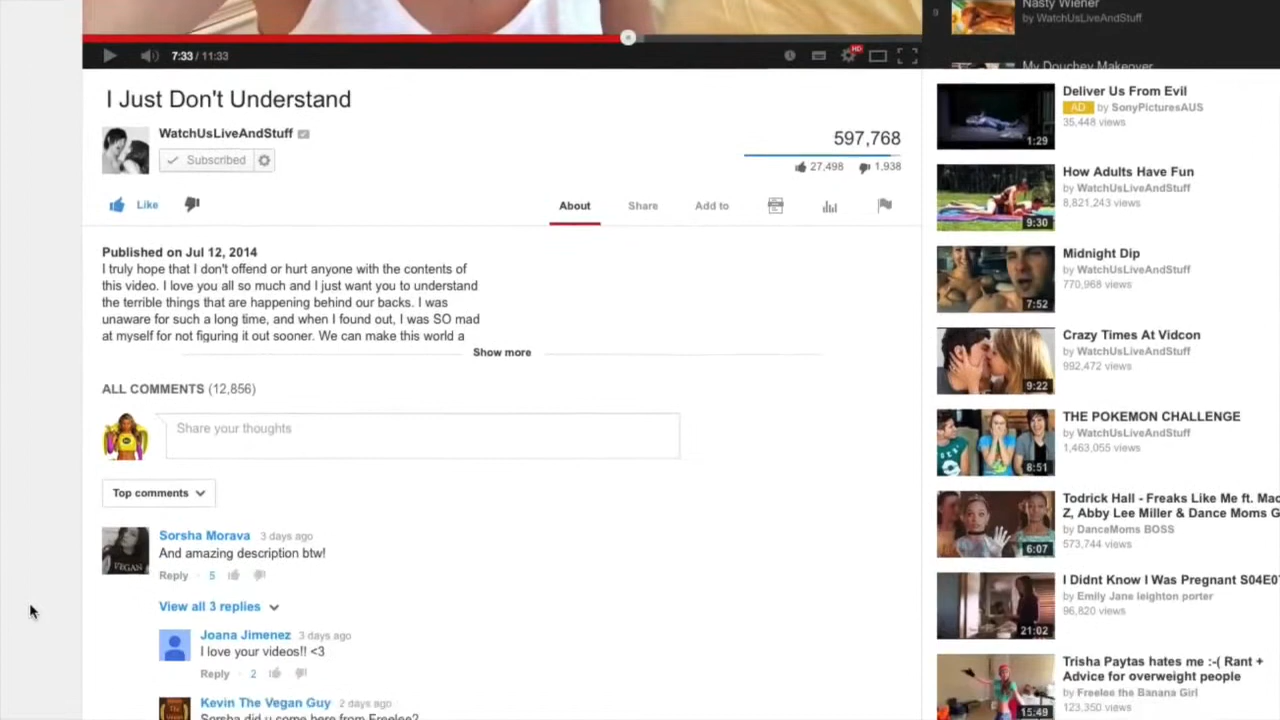 7:33 / 11:33
HD
I Just Don't Understand
WatchUsLiveAndStuff
Subscribed
597,768
27,498
1,938
Like
About
Share
Add to
Published on Jul 12, 2014
I truly hope that I don't offend or hurt anyone with the contents of
this video. I love you all so much and I just want you to understand
the terrible things that are happening behind our backs. I was
unaware for such a long time, and when I found out, I was SO mad
at myself for not figuring it out sooner. We can make this world a
Show more
ALL COMMENTS (12,856)
Share your thoughts
Top comments
Sorsha Morava 3 days ago
And amazing description btw!
Reply · 5
VEGAN
View all 3 replies
Joana Jimenez 3 days ago
I love your videos!! <3
Reply · 2
Kevin The Vegan Guy 2 days ago
Sorsha did u come here from Freelee?
9
Nasty Wiener
by WatchUsLiveAndStuff
My Douchey Makeover
Deliver Us From Evil
AD by SonyPicturesAUS
35,448 views
1:29
How Adults Have Fun
by WatchUsLiveAndStuff
8,821,243 views
9:30
Midnight Dip
by WatchUsLiveAndStuff
770,968 views
7:52
Crazy Times At Vidcon
by WatchUsLiveAndStuff
992,472 views
9:22
THE POKEMON CHALLENGE
by WatchUsLiveAndStuff
1,463,055 views
8:51
Todrick Hall - Freaks Like Me ft. Mac
Z, Abby Lee Miller & Dance Moms G
by DanceMoms BOSS
573,744 views
6:07
I Didnt Know I Was Pregnant S04E0
by Emily Jane leighton porter
96,820 views
21:02
Trisha Paytas hates me :-( Rant +
Advice for overweight people
by Freelee the Banana Girl
123,350 views
15:49